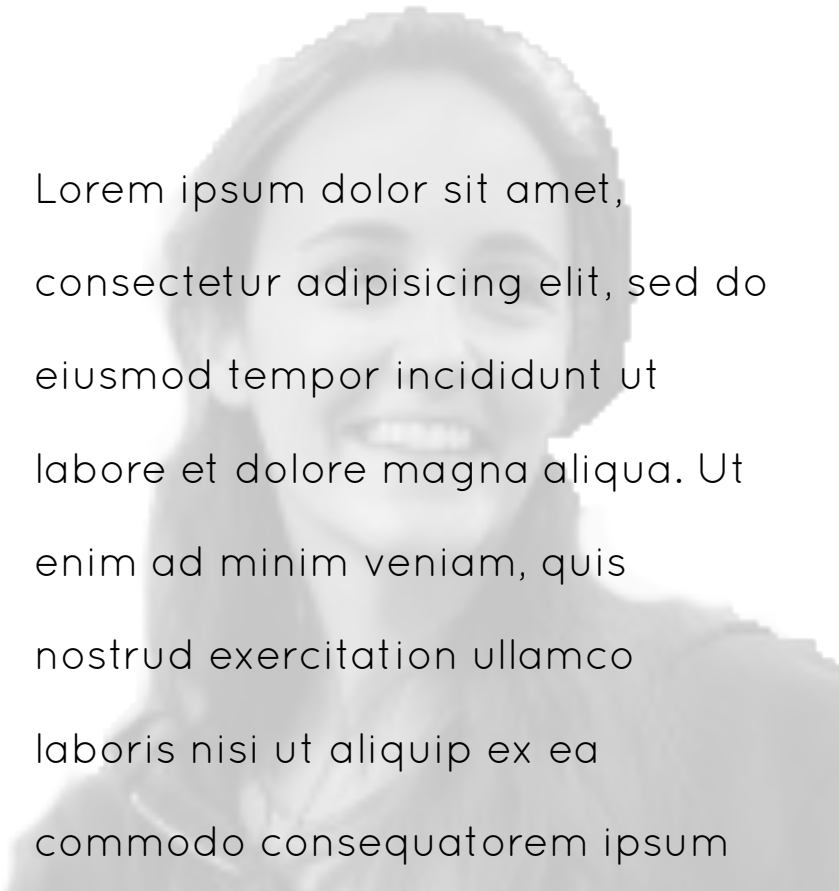 Lorem ipsum dolor sit amet,
consectetur adipisicing elit, sed do
eiusmod tempor incididunt ut
labore et dolore magna aliqua. Ut
enim ad minim veniam, quis
nostrud exercitation ullamco
laboris nisi ut aliquip ex ea
commodo consequatorem ipsum